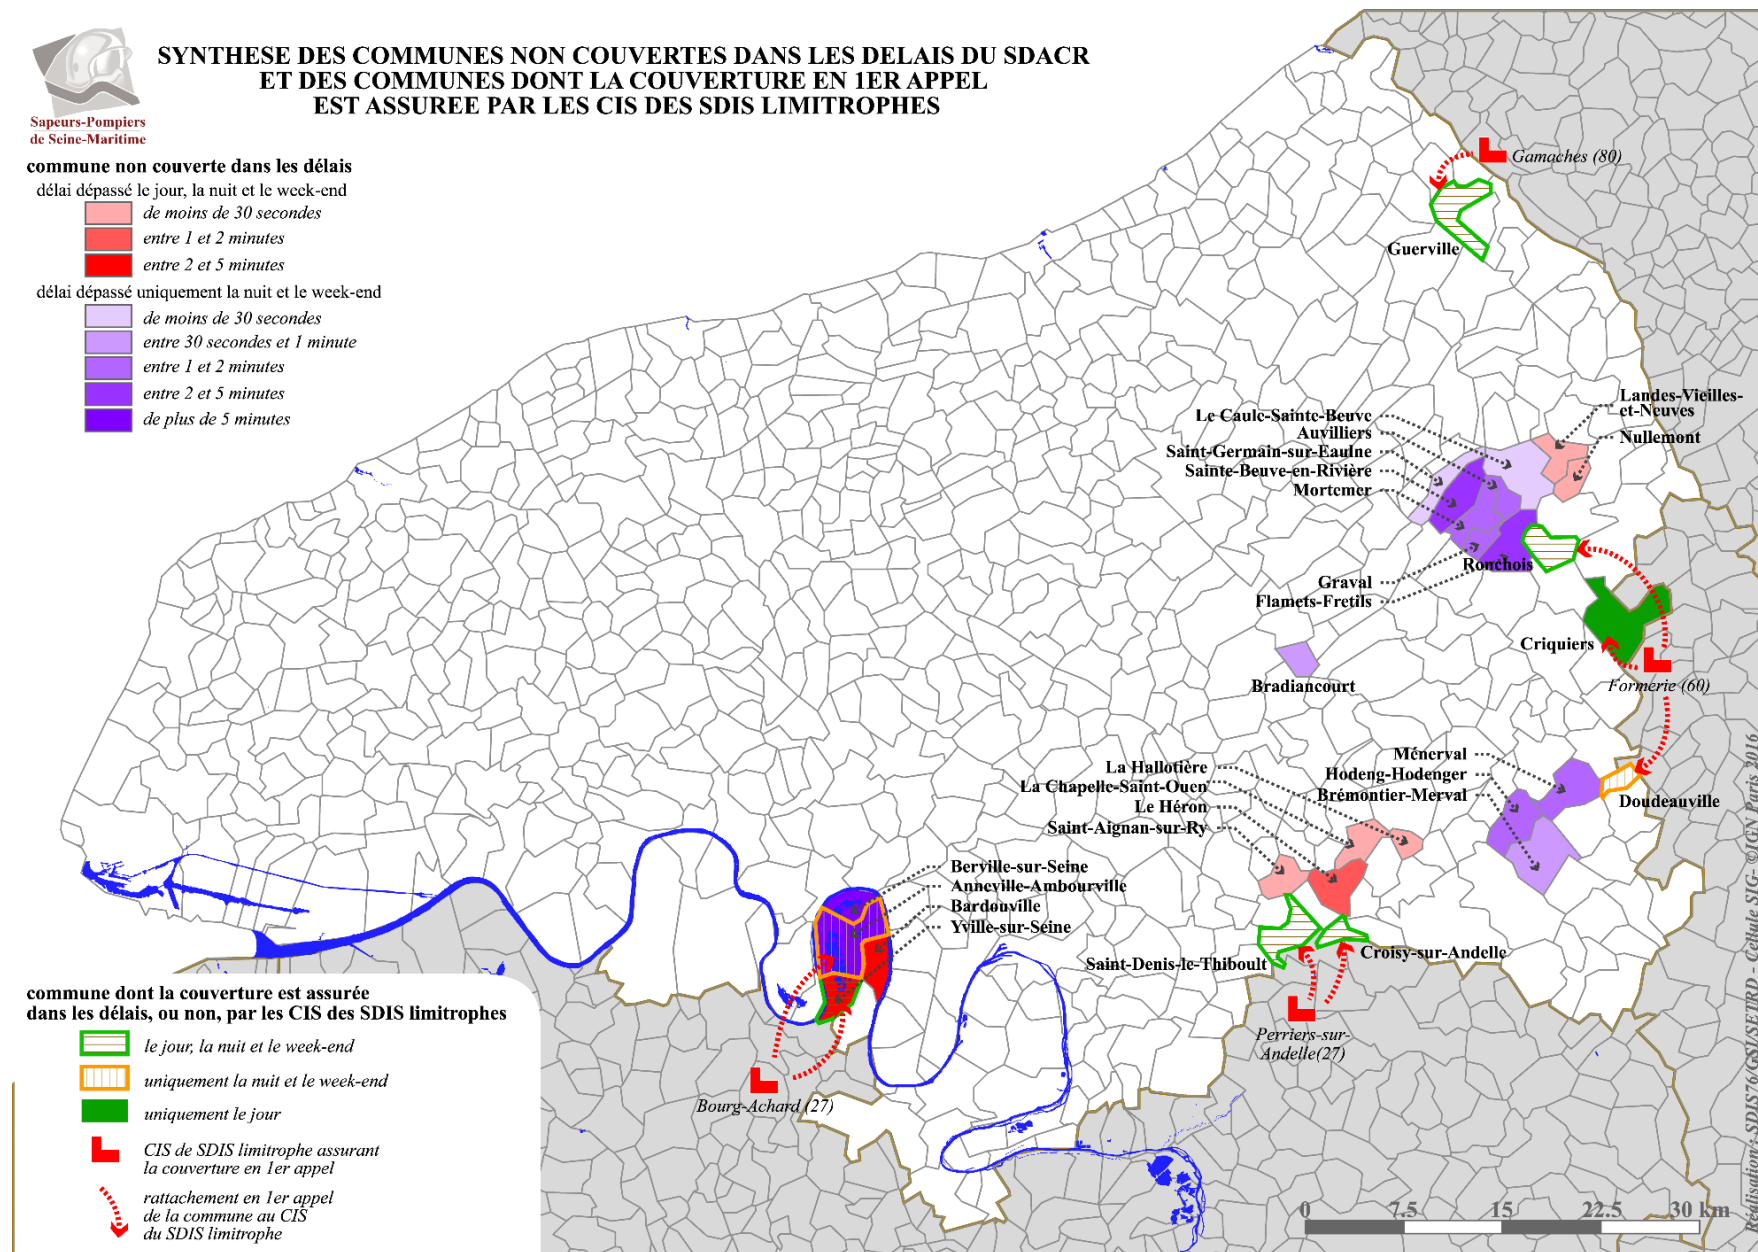 SYNTHESE DES COMMUNES NON COUVERTES DANS LES DELAIS DU SDACR
ET DES COMMUNES DONT LA COUVERTURE EN 1ER APPEL
EST ASSUREE PAR LES CIS DES SDIS LIMITROPHES
Sapeurs-Pompiers
de Seine-Maritime
commune non couverte dans les délais
délai dépassé le jour, la nuit et le week-end
de moins de 30 secondes
entre 1 et 2 minutes
entre 2 et 5 minutes
délai dépassé uniquement la nuit et le week-end
de moins de 30 secondes
entre 30 secondes et 1 minute
entre 1 et 2 minutes
entre 2 et 5 minutes
de plus de 5 minutes
Gamaches (80)
Guerville
Landes-Vieilles-
et-Neuves
Nullemont
Le Caule-Sainte-Beuve
Auvilliers
Saint-Germain-sur-Eaulne
Sainte-Beuve-en-Rivière
Mortemer
Ronchois
Graval
Flamets-Fretils
Criquiers
Formerie (60)
Bradiancourt
Ménerval
Hodeng-Hodenger
Brémontier-Merval
Doudeauville
La Hallotière
La Chapelle-Saint-Ouen
Le Héron
Saint-Aignan-sur-Ry
Berville-sur-Seine
Anneville-Ambourville
Bardouville
Yville-sur-Seine
Saint-Denis-le-Thiboult
Croisy-sur-Andelle
Perriers-sur-
Andelle(27)
Bourg-Achard (27)
commune dont la couverture est assurée
dans les délais, ou non, par les CIS des SDIS limitrophes
le jour, la nuit et le week-end
uniquement la nuit et le week-end
uniquement le jour
CIS de SDIS limitrophe assurant
la couverture en 1er appel
rattachement en 1er appel
de la commune au CIS
du SDIS limitrophe
0 7.5 15 22.5 30 km
Réalisation : SDIS76/GSI/SETRD Cellule SIG- ©IGN Paris 2016